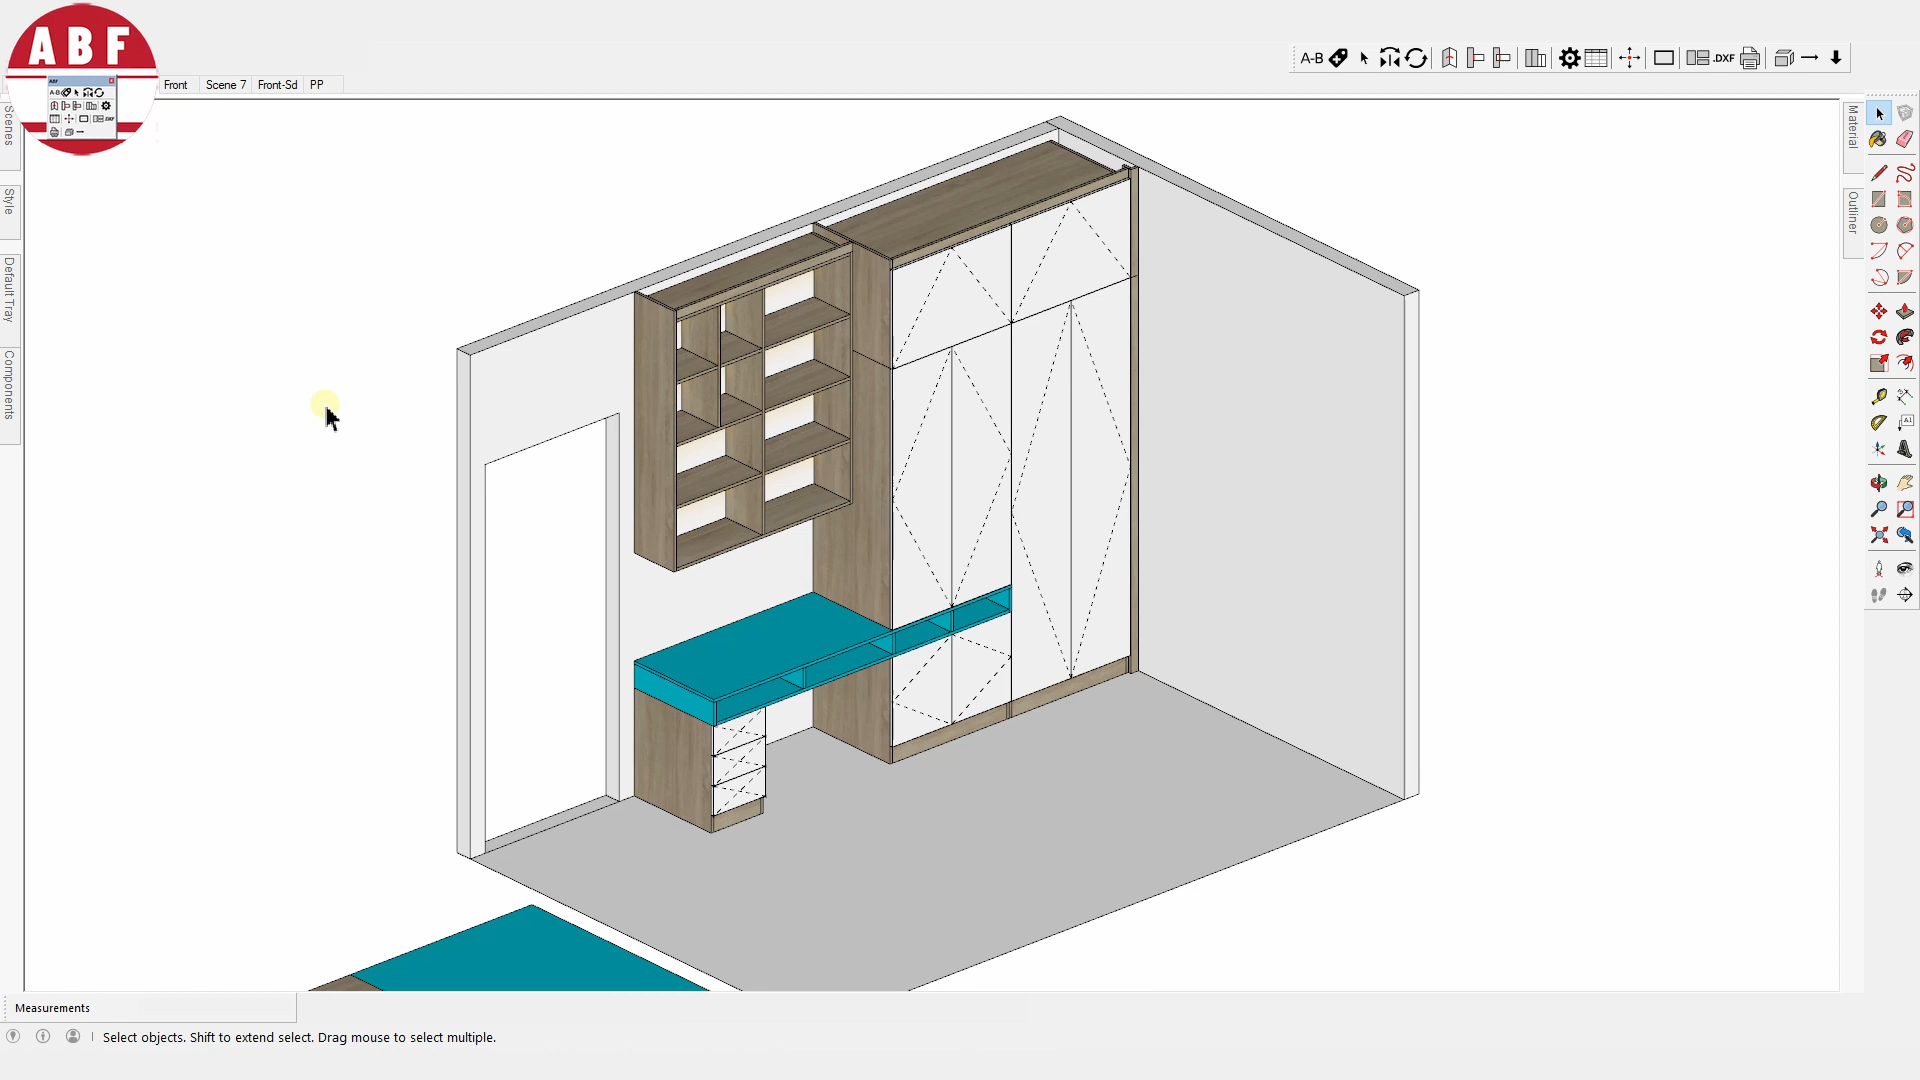 ABF
A-B
.DXF
Front
Scene 7
Front-Sd
PP
Scenes
Style
Default Tray
Components
Material
Outliner
A1
Measurements
Select objects. Shift to extend select. Drag mouse to select multiple.